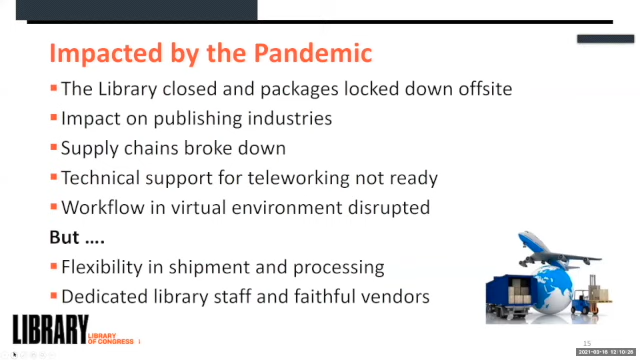 Impacted by the Pandemic
▪The Library closed and packages locked down offsite
▪Impact on publishing industries
▪Supply chains broke down
▪Technical support for teleworking not ready
▪Workflow in virtual environment disrupted
But ....
▪Flexibility in shipment and processing
▪Dedicated library staff and faithful vendors
LIBRARY
LIBRARY
OF CONGRESS
15
2021-03-16 12:10:26